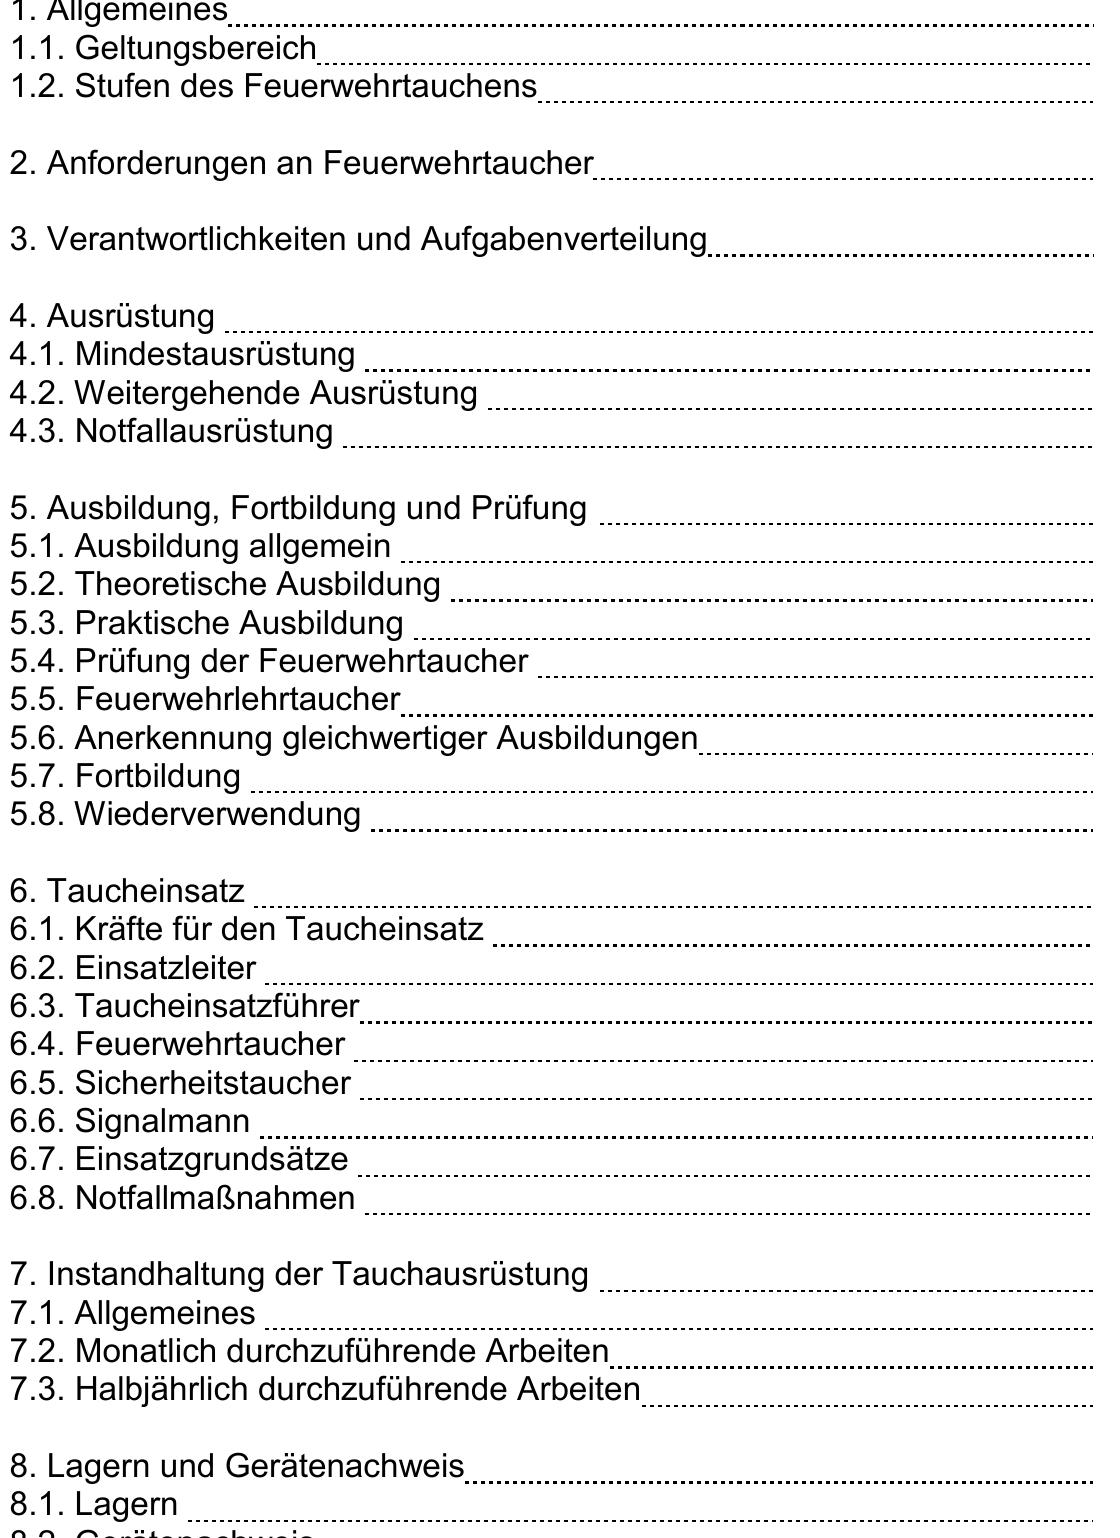 1. Allgemeines
1.1. Geltungsbereich
1.2. Stufen des Feuerwehrtauchens
2. Anforderungen an Feuerwehrtaucher
3. Verantwortlichkeiten und Aufgabenverteilung
4. Ausrüstung
4.1. Mindestausrüstung
4.2. Weitergehende Ausrüstung
4.3. Notfallausrüstung
5. Ausbildung, Fortbildung und Prüfung
5.1. Ausbildung allgemein
5.2. Theoretische Ausbildung
5.3. Praktische Ausbildung
5.4. Prüfung der Feuerwehrtaucher
5.5. Feuerwehrlehrtaucher
5.6. Anerkennung gleichwertiger Ausbildungen
5.7. Fortbildung
5.8. Wiederverwendung
6. Taucheinsatz
6.1. Kräfte für den Taucheinsatz
6.2. Einsatzleiter
6.3. Taucheinsatzführer
6.4. Feuerwehrtaucher
6.5. Sicherheitstaucher
6.6. Signalmann
6.7. Einsatzgrundsätze
6.8. Notfallmaßnahmen
7. Instandhaltung der Tauchausrüstung
7.1. Allgemeines
7.2. Monatlich durchzuführende Arbeiten
7.3. Halbjährlich durchzuführende Arbeiten
8. Lagern und Gerätenachweis
8.1. Lagern
8.2. Gerätenachweis